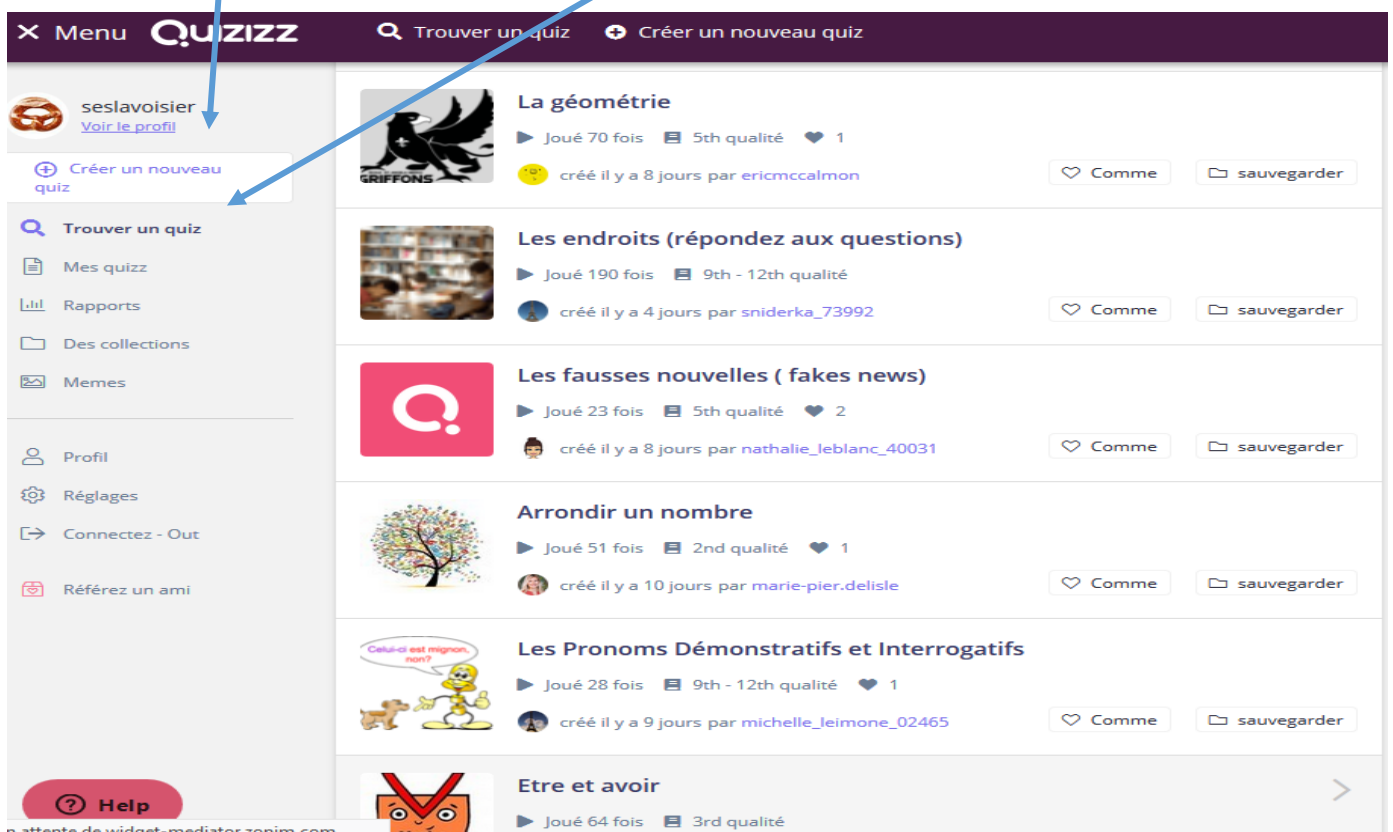 Menu QUIZIZZ Trouver un quiz Créer un nouveau quiz
seslavoisier
Voir le profil
Créer un nouveau
quiz
Trouver un quiz
Mes quizz
Rapports
Des collections
Memes
Profil
Réglages
Connectez - Out
Référez un ami
Help
n attente de widget-mediator.zopim.com
La géométrie
Joué 70 fois 5th qualité 1
créé il y a 8 jours par ericmccalmon Comme sauvegarder
GRIFFONS
Les endroits (répondez aux questions)
Joué 190 fois 9th - 12th qualité
créé il y a 4 jours par sniderka_73992 Comme sauvegarder
Les fausses nouvelles ( fakes news)
Joué 23 fois 5th qualité 2
créé il y a 8 jours par nathalie_leblanc_40031 Comme sauvegarder
Arrondir un nombre
Joué 51 fois 2nd qualité 1
créé il y a 10 jours par marie-pier.delisle Comme sauvegarder
Celui-ci est mignon,
non?
Les Pronoms Démonstratifs et Interrogatifs
Joué 28 fois 9th - 12th qualité 1
créé il y a 9 jours par michelle_leimone_02465 Comme sauvegarder
Etre et avoir
Joué 64 fois 3rd qualité